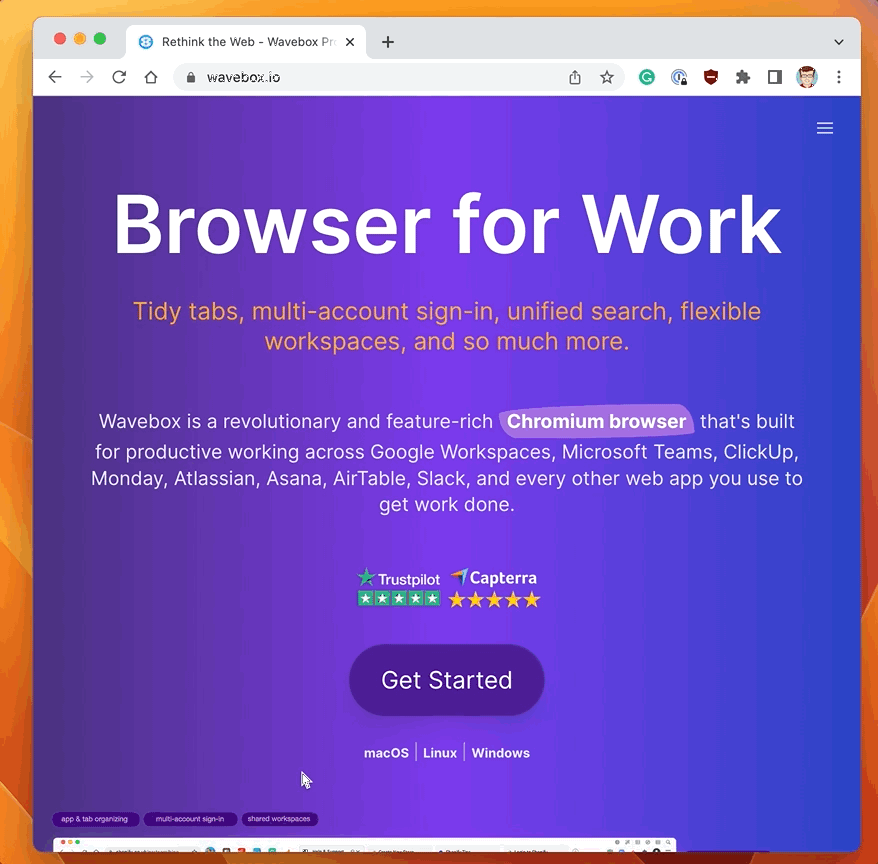 Rethink the Web - Wavebox Pr
wavebox.io
Browser for Work
Tidy tabs, multi-account sign-in, unified search, flexible
workspaces, and so much more.
Wavebox is a revolutionary and feature-rich Chromium browser that's built
for productive working across Google Workspaces, Microsoft Teams, ClickUp,
Monday, Atlassian, Asana, AirTable, Slack, and every other web app you use to
get work done.
Trustpilot Capterra
Get Started
macOS | Linux | Windows
app & tab organizing multi-account sign-in shared workspaces